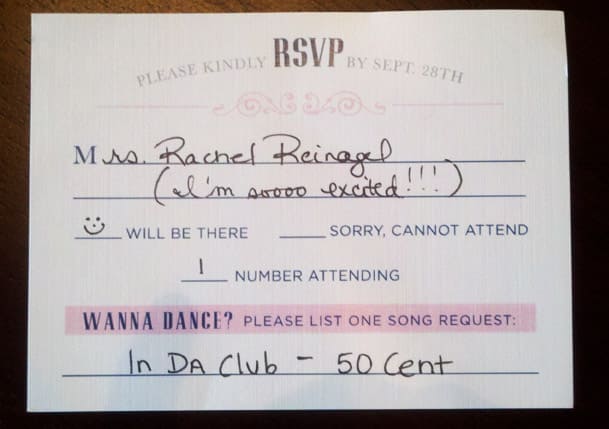 PLEASE KINDLY RSVP BY SEPT. 28TH
Mrs. Rachel Reinagel
(I'm soooo excited!!!)
WILL BE THERE SORRY, CANNOT ATTEND
1 NUMBER ATTENDING
WANNA DANCE? PLEASE LIST ONE SONG REQUEST:
In DA Club - 50 Cent